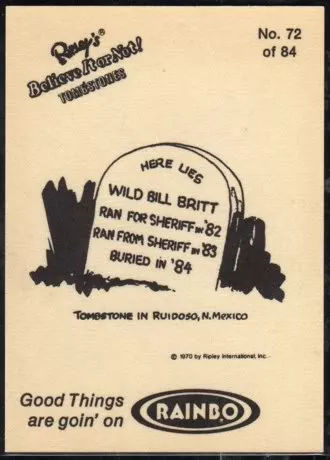 Ripley's
Believe It or Not!
TOMBSTONES
No. 72
of 84
HERE LIES
WILD BILL BRITT
RAN FOR SHERIFF IN '82
RAN FROM SHERIFF IN '83
BURIED IN '84
TOMBSTONE IN RUIDOSO, N. MEXICO
© 1970 by Ripley International, Inc.
Good Things
are goin' on
RAINBO